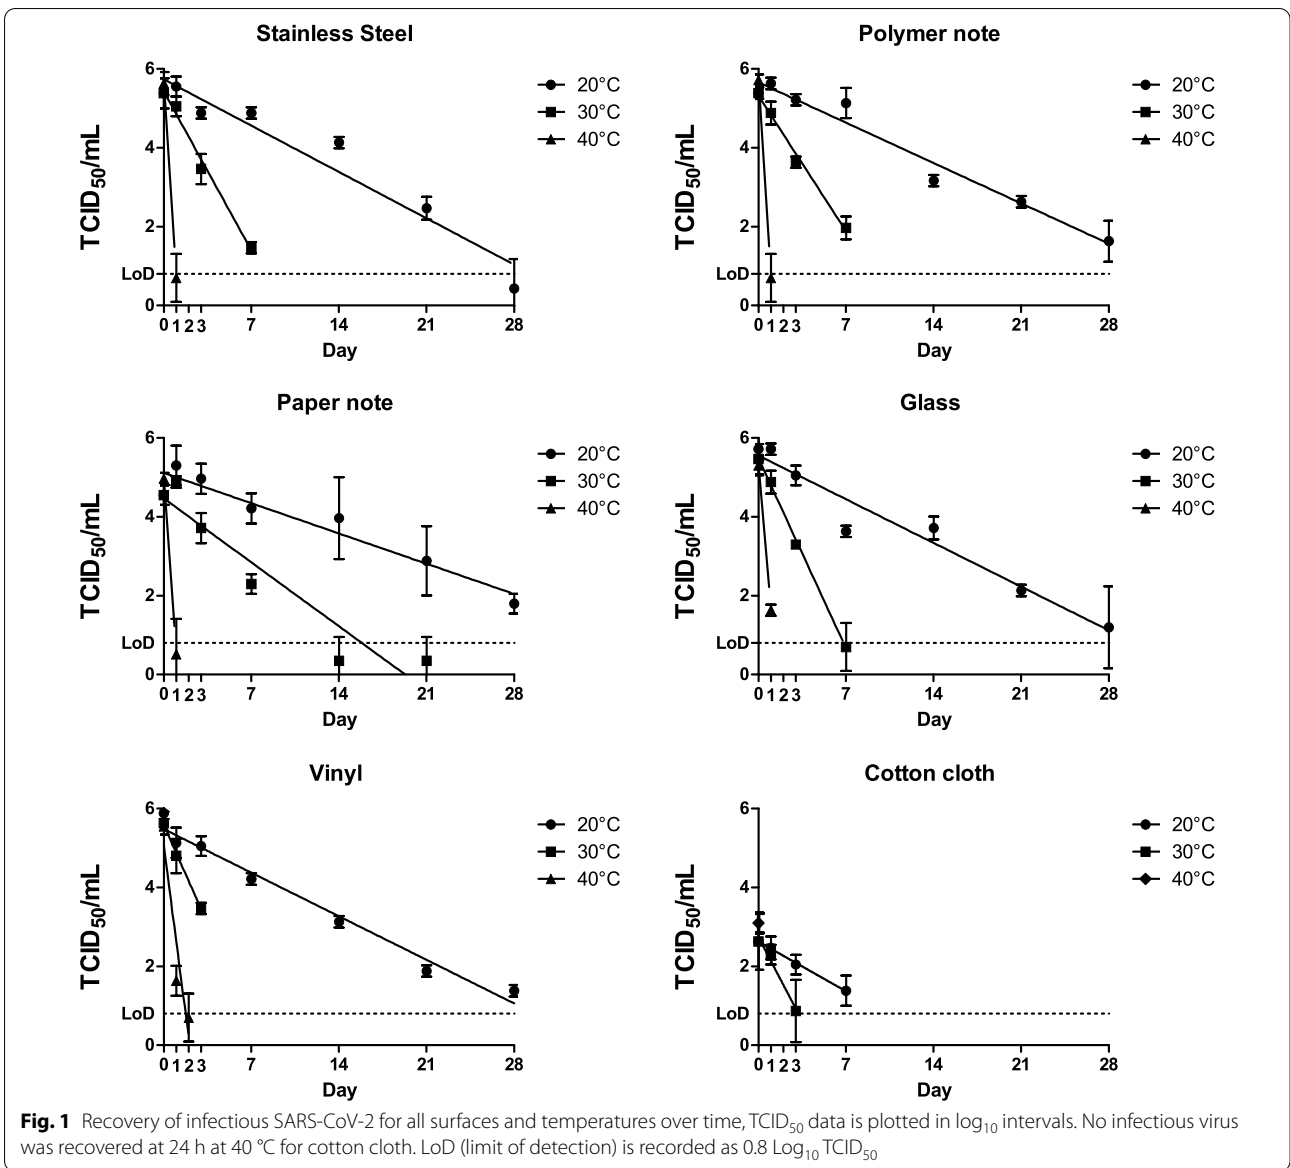 Stainless Steel
TCID50/mL
6
4
2
LoD
0
0 1 2 3 7 14 21 28
Day
20°C
30°C
40°C
Polymer note
TCID50/mL
6
4
2
LoD
0
0 1 2 3 7 14 21 28
Day
20°C
30°C
40°C
Paper note
TCID50/mL
6
4
2
LoD
0
0 1 2 3 7 14 21 28
Day
20°C
30°C
40°C
Glass
TCID50/mL
6
4
2
LoD
0
0 1 2 3 7 14 21 28
Day
20°C
30°C
40°C
Vinyl
TCID50/mL
6
4
2
LoD
0
0 1 2 3 7 14 21 28
Day
20°C
30°C
40°C
Cotton cloth
TCID50/mL
6
4
2
LoD
0
0 1 2 3 7 14 21 28
Day
20°C
30°C
40°C
Fig. 1 Recovery of infectious SARS-CoV-2 for all surfaces and temperatures over time, TCID50 data is plotted in log10 intervals. No infectious virus
was recovered at 24 h at 40 °C for cotton cloth. LoD (limit of detection) is recorded as 0.8 Log10 TCID50